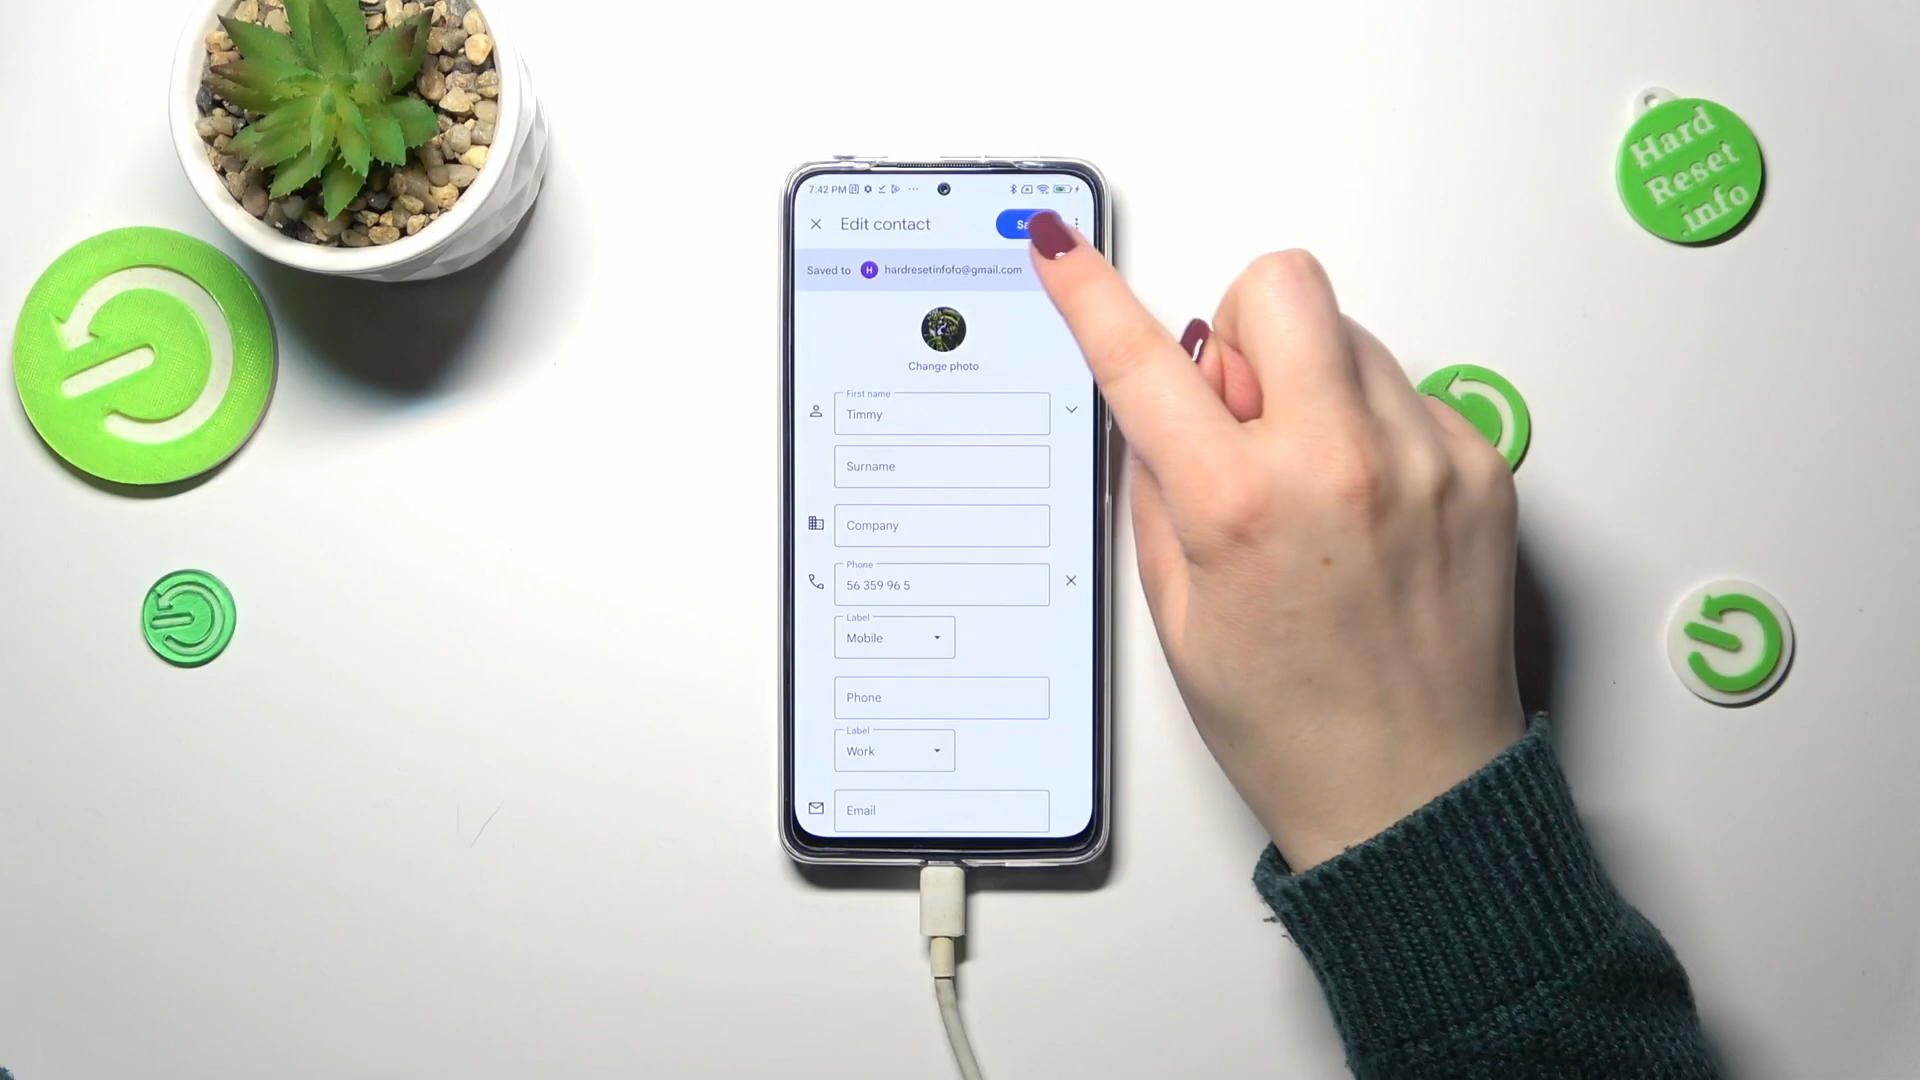 7:42 PM
Edit contact
Saved to H hardresetinfofo@gmail.com
Change photo
First name
Timmy
Surname
Company
Phone
56 359 96 5
Label
Mobile
Phone
Label
Work
Email
Hard
Reset
.info